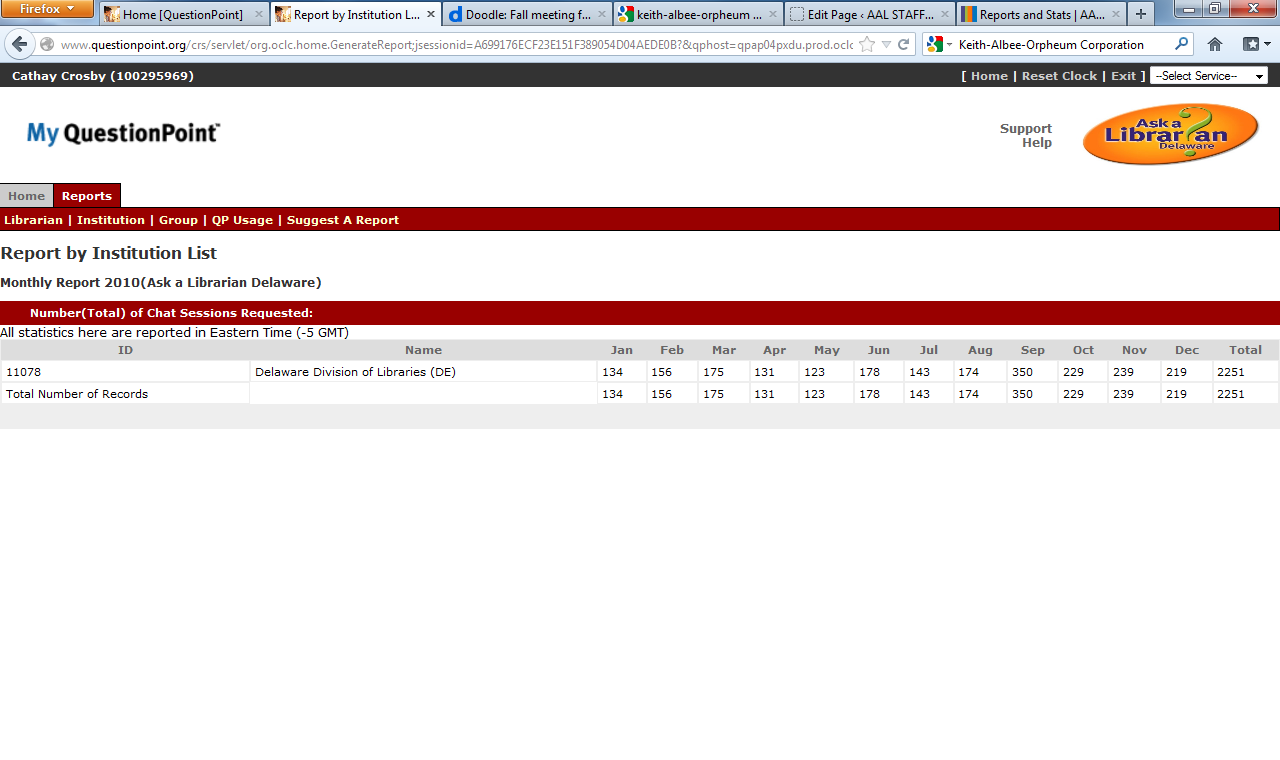 Firefox
Home [QuestionPoint]
Report by Institution L...
Doodle: Fall meeting f...
keith-albee-orpheum ...
Edit Page ‹ AAL STAFF...
Reports and Stats | AA...
www.questionpoint.org/crs/servlet/org.oclc.home.GenerateReport;jsessionid=A699176ECF23E151F389054D04AEDE0B?&qphost=qpap04pxdu.prod.oclc
Keith-Albee-Orpheum Corporation
Cathay Crosby (100295969)
[ Home | Reset Clock | Exit ] --Select Service--
My QuestionPoint™
Support
Help
Ask a
Librarian
Delaware
Home Reports
Librarian | Institution | Group | QP Usage | Suggest A Report
Report by Institution List
Monthly Report 2010(Ask a Librarian Delaware)
Number(Total) of Chat Sessions Requested:
All statistics here are reported in Eastern Time (-5 GMT)
ID Name Jan Feb Mar Apr May Jun Jul Aug Sep Oct Nov Dec Total
11078 Delaware Division of Libraries (DE) 134 156 175 131 123 178 143 174 350 229 239 219 2251
Total Number of Records 134 156 175 131 123 178 143 174 350 229 239 219 2251